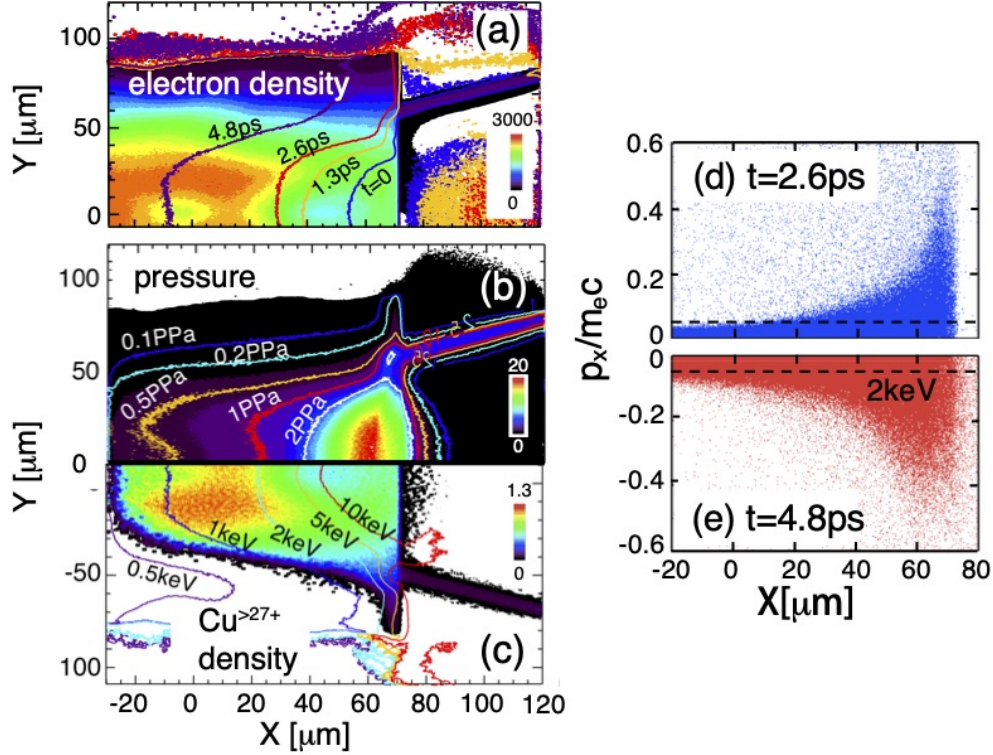 (a)
electron density
100
50
0
Y [μm]
4.8ps
2.6ps
1.3ps
t=0
3000
0
pressure
(b)
100
50
0
Y [μm]
0.1PPa
0.2PPa
0.5PPa
1PPa
2PPa
20
0
1.3
0
10keV
5keV
2keV
1keV
0.5keV
-50
100
Cu>27+
density
(c)
-20 0 20 40 60 80 100 120
X [μm]
0.6
0.4
0.2
0
(d) t=2.6ps
px/mec
0
-0.2
-0.4
-0.6
2keV
(e) t=4.8ps
-20 0 20 40 60 80
X[μm]